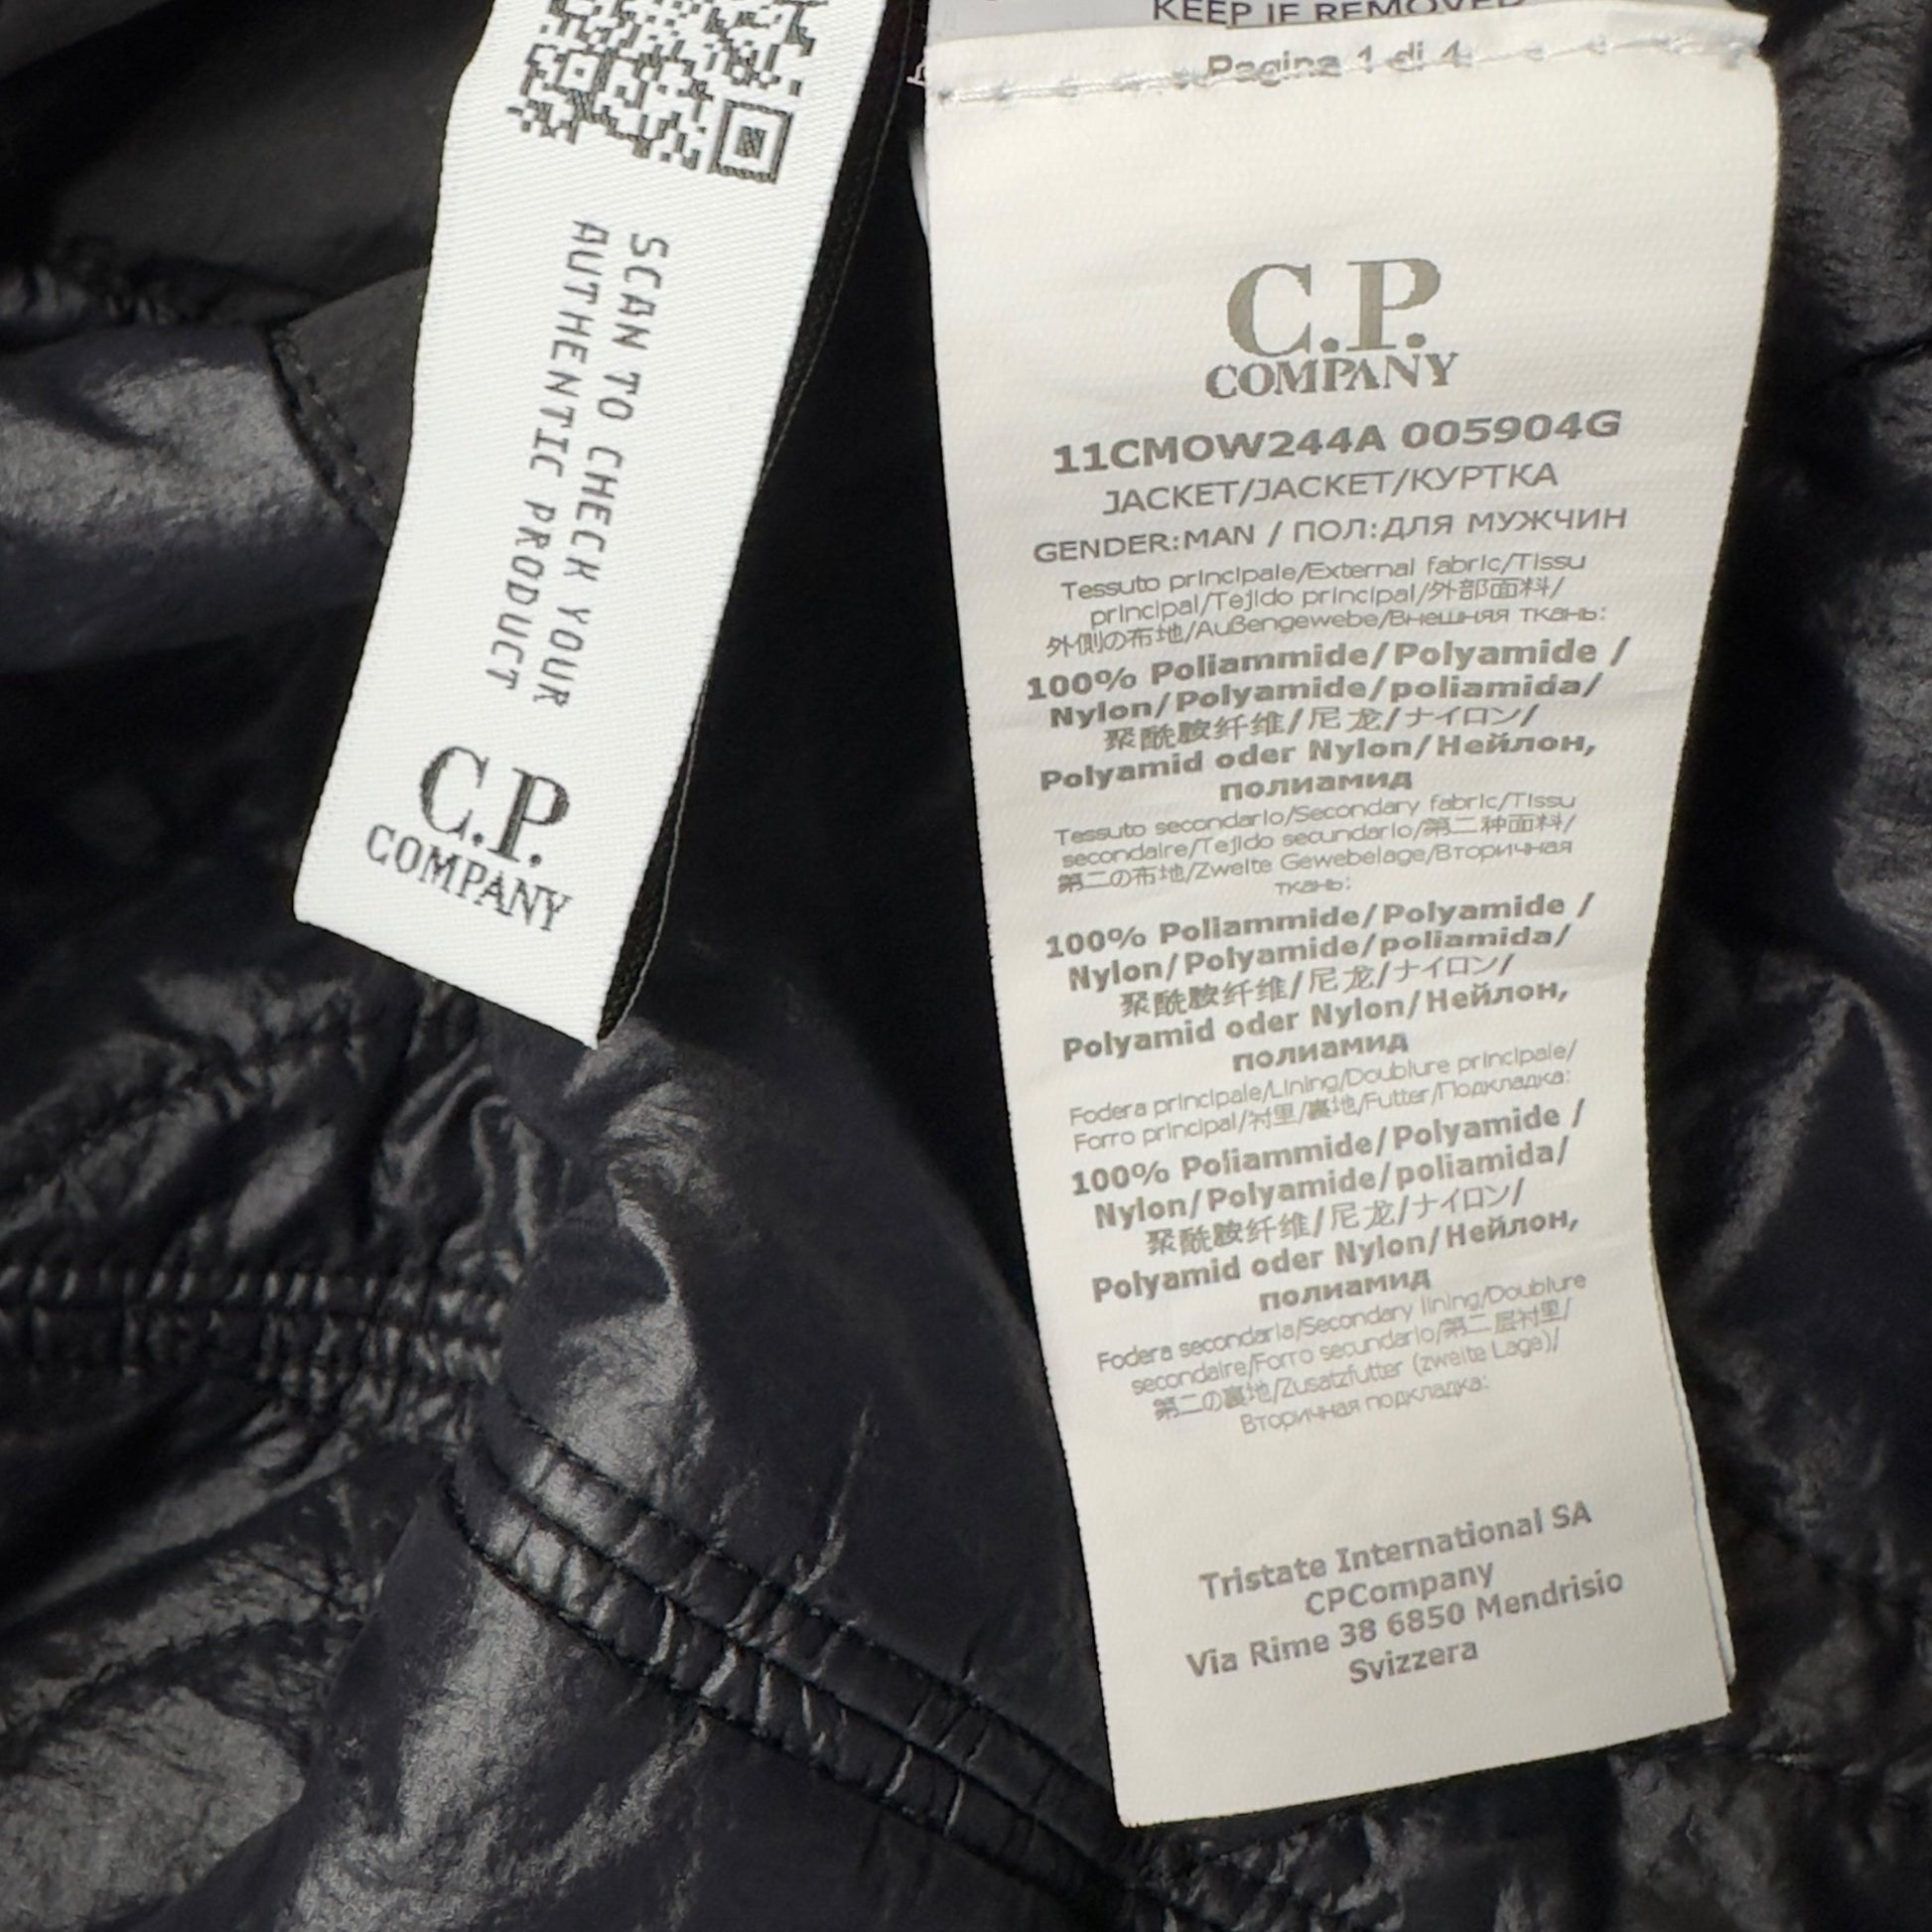 SCAN TO CHECK YOUR
AUTHENTIC PRODUCT
C.P.
COMPANY
KEEP IF REMOVED
Pagina 1 di 4
C.P.
COMPANY
11CMOW244A 005904G
JACKET/JACKET/КУРТКА
GENDER:MAN / ПОЛ:ДЛЯ МУЖЧИН
Tessuto principale/External fabric/Tissu
principal/Tejido principal/外部面料/
外側の布地/Außengewebe/Внешняя ткань:
100% Poliammide/Polyamide /
Nylon/Polyamide/poliamida/
聚酰胺纤维/尼龙/ナイロン/
Polyamid oder Nylon/Нейлон,
полиамид
Tessuto secondario/Secondary fabric/Tissu
secondaire/Tejido secundario/第二种面料/
第二の布地/Zweite Gewebelage/Вторичная
ткань:
100% Poliammide/Polyamide /
Nylon/Polyamide/poliamida/
聚酰胺纤维/尼龙/ナイロン/
Polyamid oder Nylon/Нейлон,
полиамид
Fodera principale/Lining/Doublure principale/
Forro principal/衬里/裏地/Futter/Подкладка:
100% Poliammide/Polyamide /
Nylon/Polyamide/poliamida/
聚酰胺纤维/尼龙/ナイロン/
Polyamid oder Nylon/Нейлон,
полиамид
Fodera secondaria/Secondary lining/Doublure
secondaire/Forro secundario/第二层衬里/
第二の裏地/Zusatzfutter (zweite Lage)/
Вторичная подкладка:
Tristate International SA
CPCompany
Via Rime 38 6850 Mendrisio
Svizzera